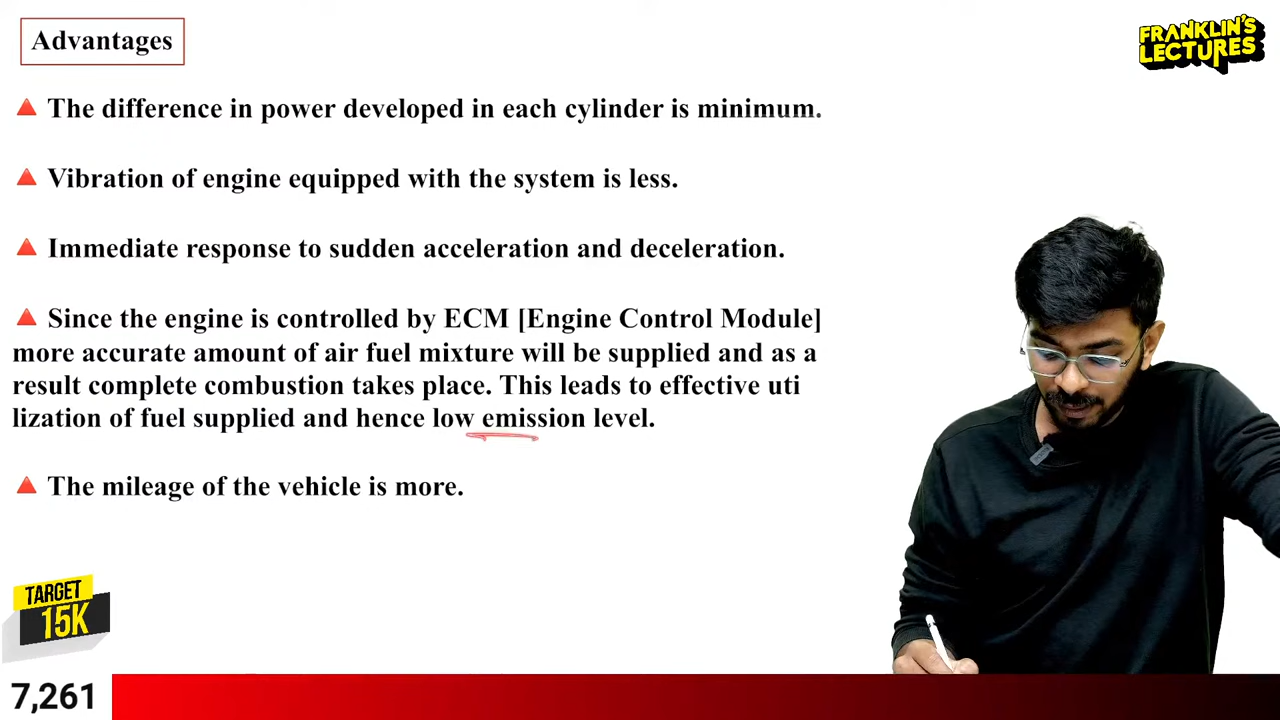 Advantages
FRANKLIN'S
LECTURES
🔺 The difference in power developed in each cylinder is minimum.
🔺 Vibration of engine equipped with the system is less.
🔺 Immediate response to sudden acceleration and deceleration.
🔺 Since the engine is controlled by ECM [Engine Control Module]
more accurate amount of air fuel mixture will be supplied and as a
result complete combustion takes place. This leads to effective uti
lization of fuel supplied and hence low emission level.
🔺 The mileage of the vehicle is more.
TARGET
15K
7,261